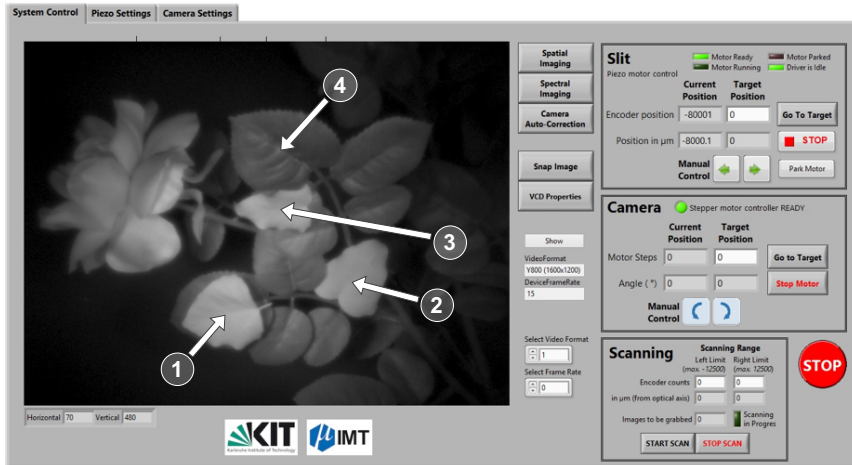 System Control Piezo Settings Camera Settings
4
3
2
1
Horizontal 70 Vertical 480
KIT
Karlsruhe Institute of Technology
μIMT
Spatial
Imaging
Spectral
Imaging
Camera
Auto-Correction
Snap Image
VCD Properties
Show
VideoFormat
Y800 (1600x1200)
DeviceFrameRate
15
Select Video Format
1
Select Frame Rate
0
Slit
Piezo motor control
Motor Ready Motor Parked
Motor Running Driver is Idle
Current Position Target Position
Encoder position -80001 0 Go To Target
Position in μm -8000.1 0 STOP
Manual Control Park Motor
Camera Stepper motor controller READY
Current Position Target Position
Motor Steps 0 0 Go to Target
Angle (°) 0 0 Stop Motor
Manual Control
Scanning
Scanning Range
Left Limit Right Limit
(max. -12500) (max. 12500)
Encoder counts 0 0
in μm (from optical axis) 0 0
Images to be grabbed 0 Scanning in Progres
START SCAN STOP SCAN
STOP